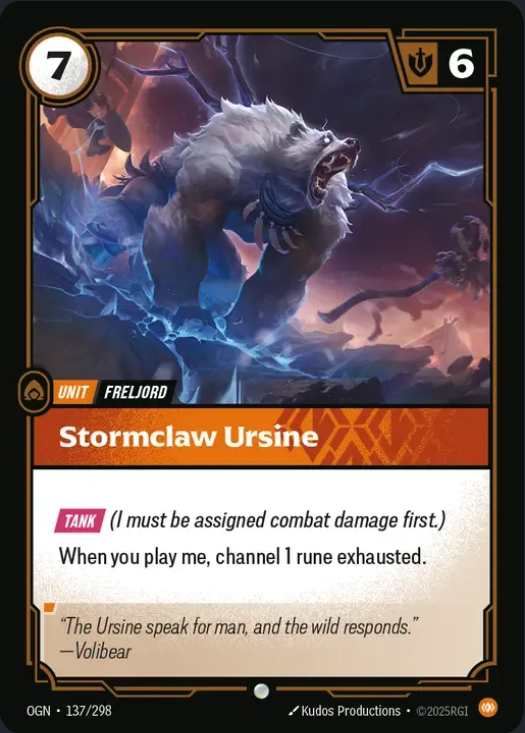 7
6
UNIT FRELJORD
Stormclaw Ursine
TANK (I must be assigned combat damage first.)
When you play me, channel 1 rune exhausted.
“The Ursine speak for man, and the wild responds.”
—Volibear
OGN • 137/298 Kudos Productions • ©2025RGI